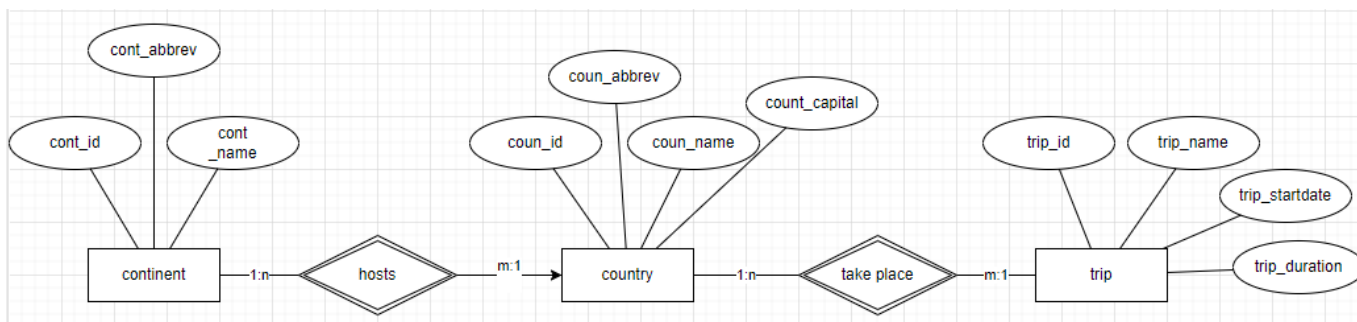 cont_abbrev
cont_id
cont
_name
coun_abbrev
count_capital
coun_id
coun_name
trip_id
trip_name
trip_startdate
trip_duration
continent
1:n
hosts
m:1
country
1:n
take place
m:1
trip